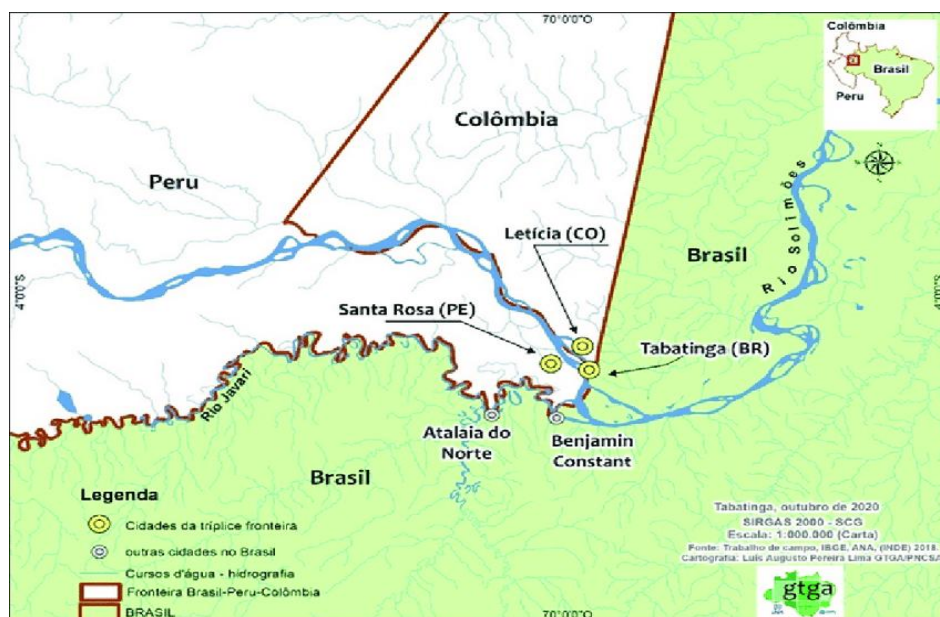 70°0'0"O
Colômbia
Brasil
Peru
Colômbia
Peru
Letícia (CO)
Brasil
Rio Solimões
4°0'0"S
4°0'0"S
Santa Rosa (PE)
Tabatinga (BR)
Rio Javari
Atalaia do
Norte
Benjamin
Constant
Brasil
Legenda
Cidades da tríplice fronteira
outras cidades no Brasil
Cursos d'água - hidrografia
Fronteira Brasil-Peru-Colômbia
BRASIL
Tabatinga, outubro de 2020
SIRGAS 2000 - SCG
Escala: 1:000.000 (Carta)
Fonte: Trabalho de campo, IBGE, ANA, (INDE) 2018.
Cartografia: Luis Augusto Pereira Lima GTGA/PNCSA
gtga
70°0'0"O